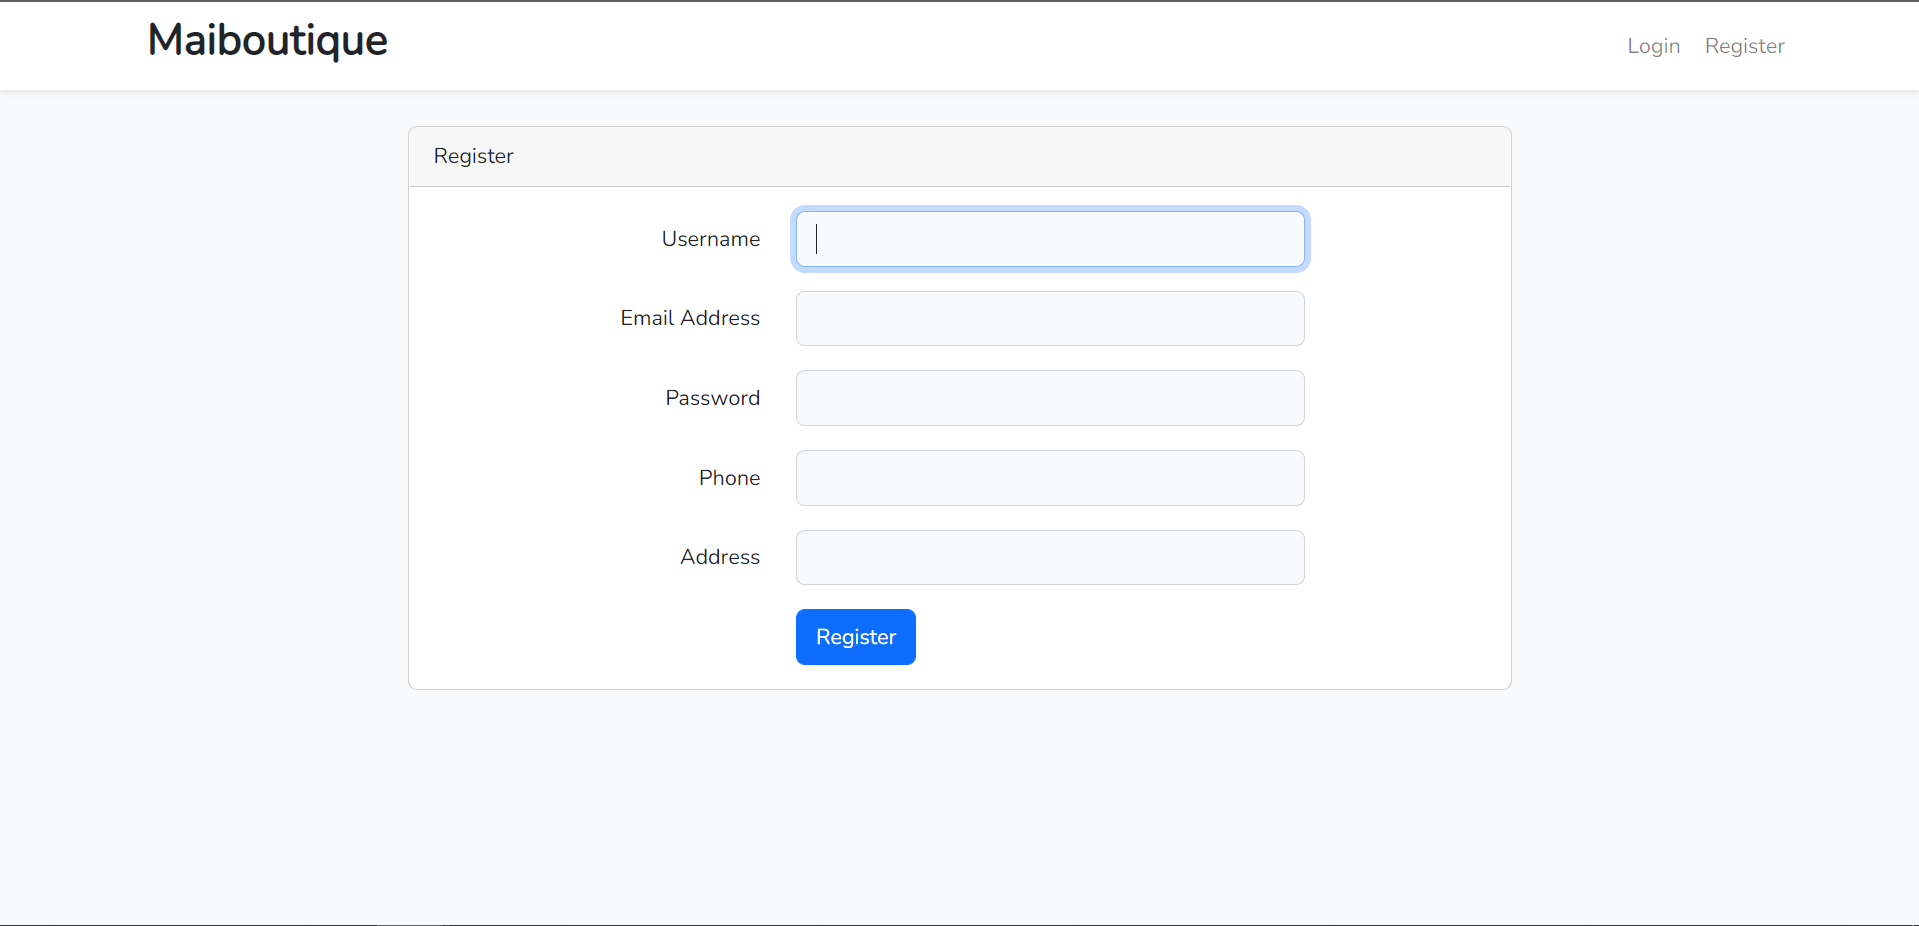 Maiboutique
Login Register
Register
Username
Email Address
Password
Phone
Address
Register